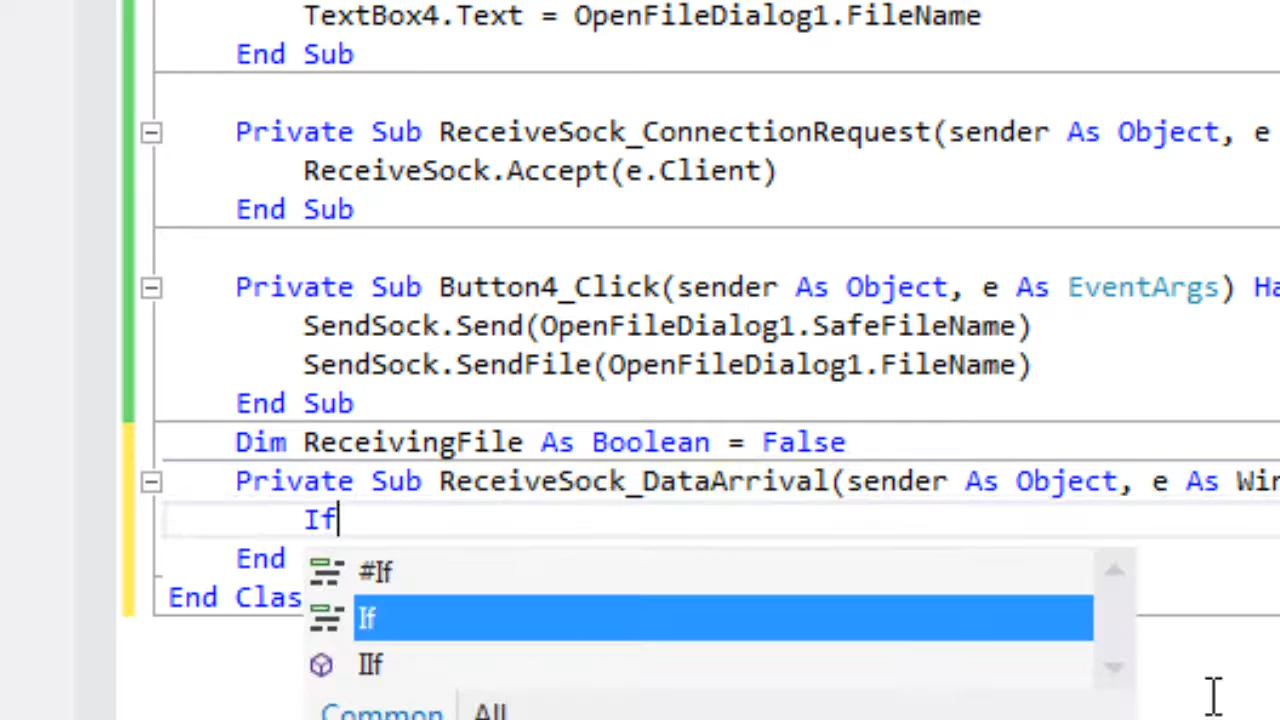 TextBox4.Text = OpenFileDialog1.FileName
End Sub
Private Sub ReceiveSock_ConnectionRequest(sender As Object, e
ReceiveSock.Accept(e.Client)
End Sub
Private Sub Button4_Click(sender As Object, e As EventArgs) Ha
SendSock.Send(OpenFileDialog1.SafeFileName)
SendSock.SendFile(OpenFileDialog1.FileName)
End Sub
Dim ReceivingFile As Boolean = False
Private Sub ReceiveSock_DataArrival(sender As Object, e As Win
If
End
End Clas
#If
If
IIf
Common All